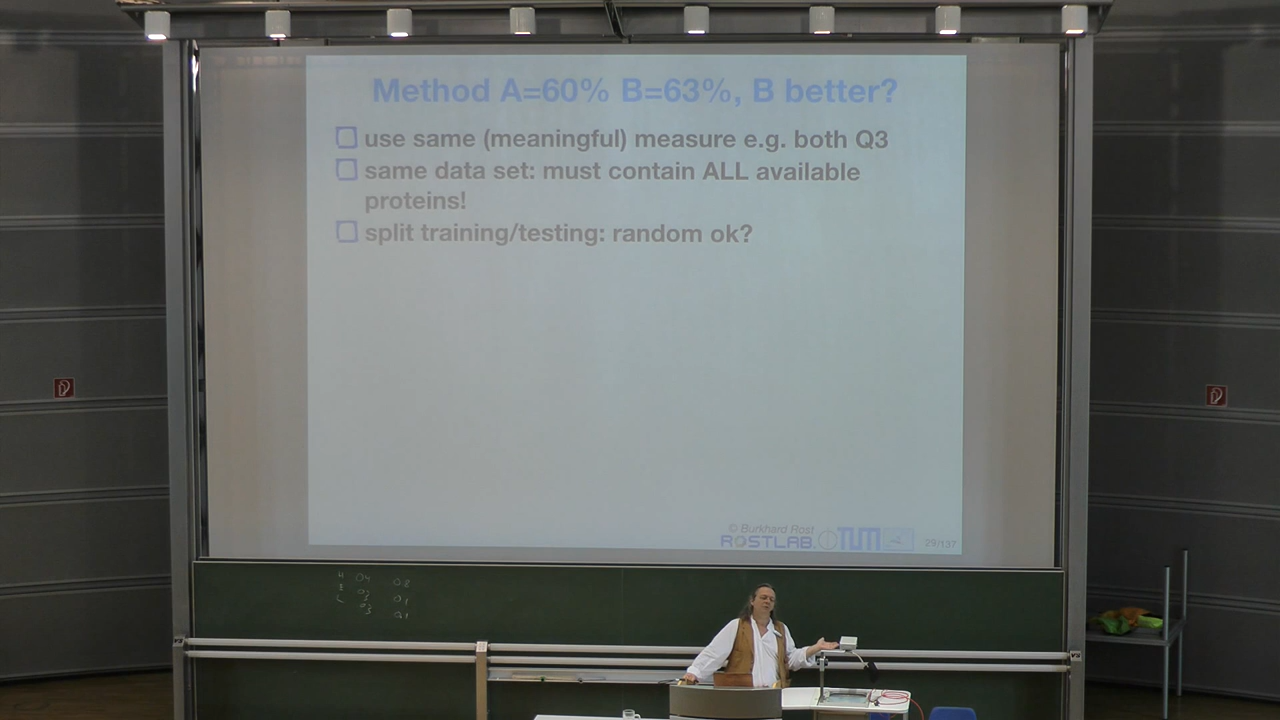 Method A=60% B=63%, B better?
use same (meaningful) measure e.g. both Q3
same data set: must contain ALL available
proteins!
split training/testing: random ok?
© Burkhard Rost
ROSTLAB
TUM
29/137